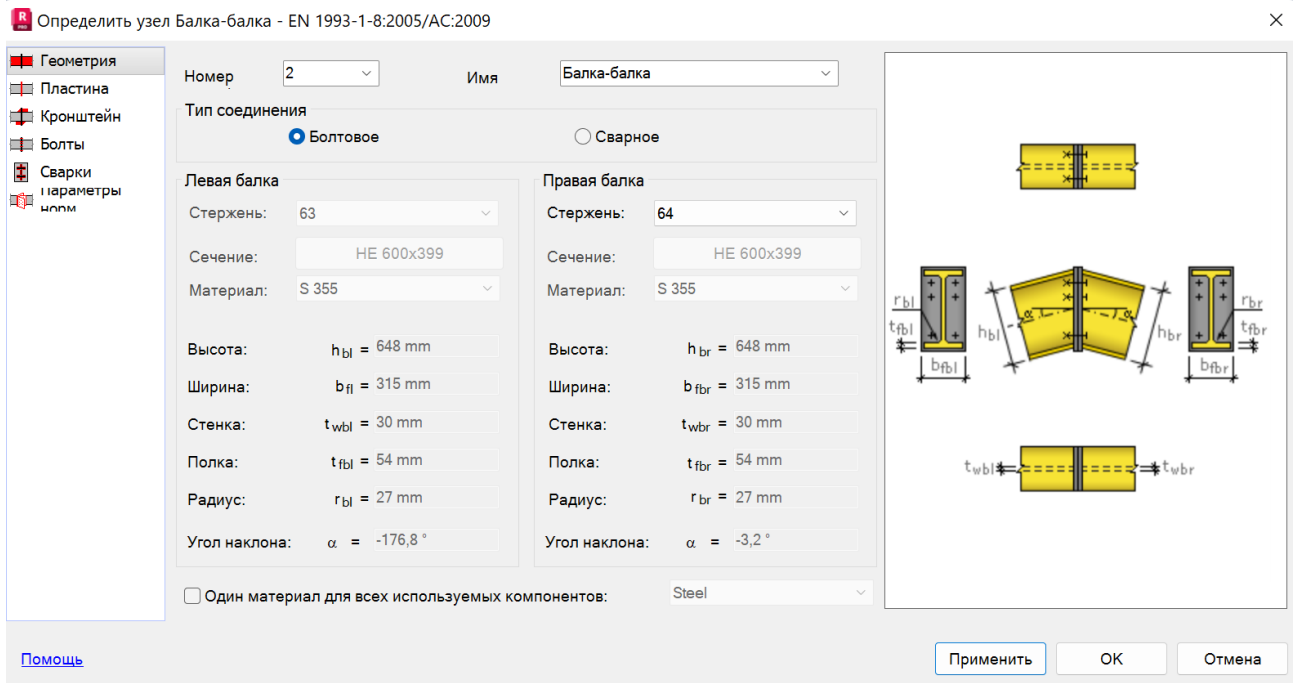 Определить узел Балка-балка - EN 1993-1-8:2005/AC:2009
Геометрия
Пластина
Кронштейн
Болты
Сварки
Параметры
норм
Номер 2 Имя Балка-балка
Тип соединения
Болтовое Сварное
Левая балка Правая балка
Стержень: 63 Стержень: 64
Сечение: HE 600x399 Сечение: HE 600x399
Материал: S 355 Материал: S 355
Высота: h bl = 648 mm Высота: h br = 648 mm
Ширина: b fl = 315 mm Ширина: b fbr = 315 mm
Стенка: t wbl = 30 mm Стенка: t wbr = 30 mm
Полка: t fbl = 54 mm Полка: t fbr = 54 mm
Радиус: r bl = 27 mm Радиус: r br = 27 mm
Угол наклона: α = -176,8 ° Угол наклона: α = -3,2 °
Один материал для всех используемых компонентов: Steel
rbl α α rbr
tfbl hbl hbr tfbr
bfbl bfbr
twbl twbr
Помощь Применить OK Отмена